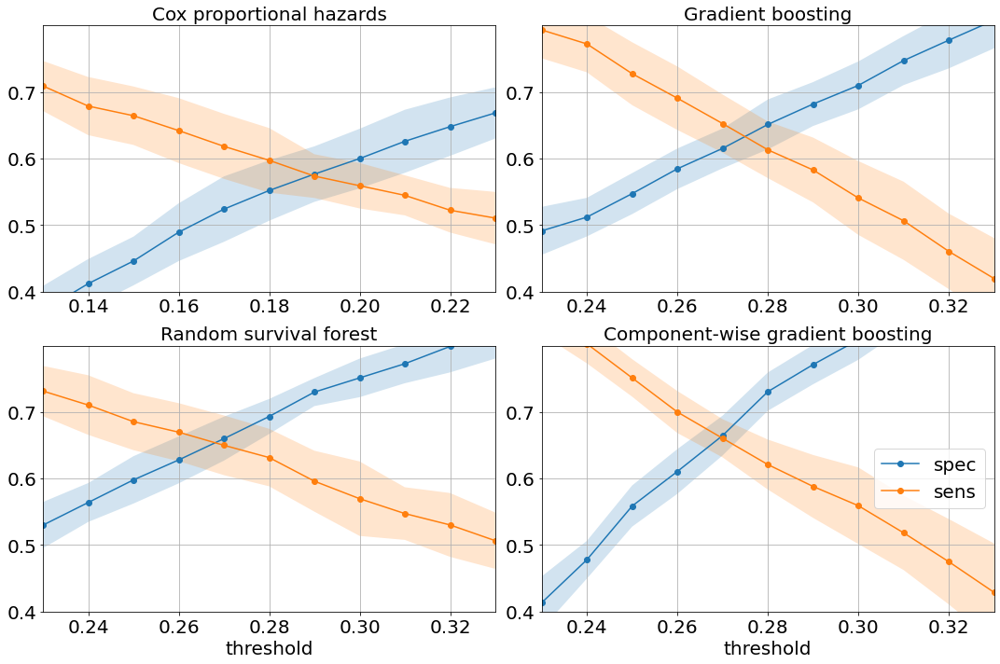 Cox proportional hazards
0.7
0.6
0.5
0.4
0.14 0.16 0.18 0.20 0.22
Gradient boosting
0.7
0.6
0.5
0.4
0.24 0.26 0.28 0.30 0.32
Random survival forest
0.7
0.6
0.5
0.4
0.24 0.26 0.28 0.30 0.32
threshold
Component-wise gradient boosting
0.7
0.6
0.5
0.4
spec
sens
0.24 0.26 0.28 0.30 0.32
threshold